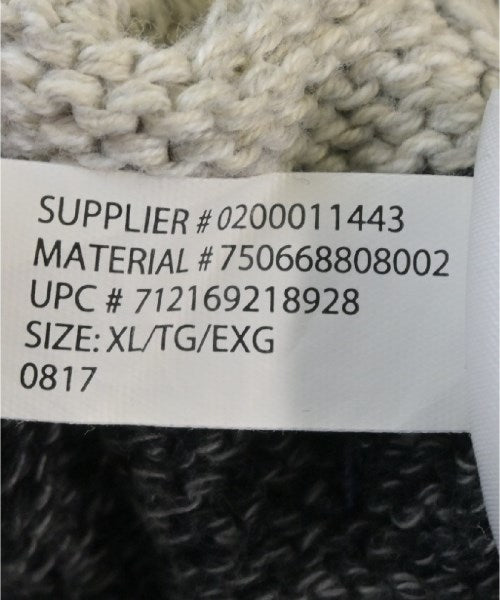 SUPPLIER # 0200011443
MATERIAL # 750668808002
UPC # 712169218928
SIZE: XL/TG/EXG
0817